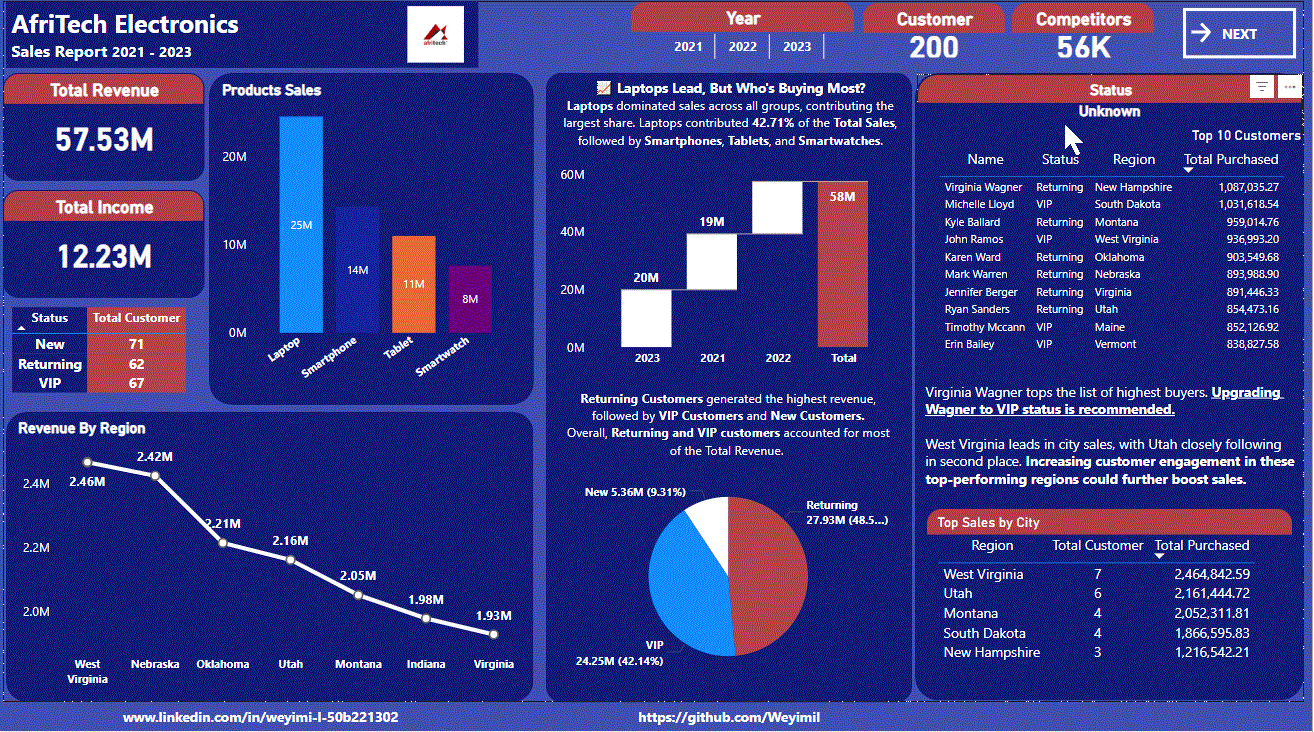 AfriTech Electronics
Sales Report 2021 - 2023
afritech
Year
2021
2022
2023
Customer
200
Competitors
56K
NEXT
Total Revenue
57.53M
Total Income
12.23M
Status Total Customer
New 71
Returning 62
VIP 67
Products Sales
20M
10M
0M
25M
14M
11M
8M
Laptop
Smartphone
Tablet
Smartwatch
Revenue By Region
2.4M
2.2M
2.0M
2.46M
2.42M
2.21M
2.16M
2.05M
1.98M
1.93M
West Virginia
Nebraska
Oklahoma
Utah
Montana
Indiana
Virginia
📈 Laptops Lead, But Who's Buying Most?
Laptops dominated sales across all groups, contributing the
largest share. Laptops contributed 42.71% of the Total Sales,
followed by Smartphones, Tablets, and Smartwatches.
60M
40M
20M
0M
20M
19M
58M
2023
2021
2022
Total
Returning Customers generated the highest revenue,
followed by VIP Customers and New Customers.
Overall, Returning and VIP customers accounted for most
of the Total Revenue.
New 5.36M (9.31%)
Returning
27.93M (48.5...)
VIP
24.25M (42.14%)
Status
Unknown
Top 10 Customers
Name Status Region Total Purchased
Virginia Wagner Returning New Hampshire 1,087,035.27
Michelle Lloyd VIP South Dakota 1,031,618.54
Kyle Ballard Returning Montana 959,014.76
John Ramos VIP West Virginia 936,993.20
Karen Ward Returning Oklahoma 903,549.68
Mark Warren Returning Nebraska 893,988.90
Jennifer Berger Returning Virginia 891,446.33
Ryan Sanders Returning Utah 854,473.16
Timothy Mccann VIP Maine 852,126.92
Erin Bailey VIP Vermont 838,827.58
Virginia Wagner tops the list of highest buyers. Upgrading
Wagner to VIP status is recommended.
West Virginia leads in city sales, with Utah closely following
in second place. Increasing customer engagement in these
top-performing regions could further boost sales.
Top Sales by City
Region Total Customer Total Purchased
West Virginia 7 2,464,842.59
Utah 6 2,161,444.72
Montana 4 2,052,311.81
South Dakota 4 1,866,595.83
New Hampshire 3 1,216,542.21
www.linkedin.com/in/weyimi-l-50b221302
https://github.com/Weyimil